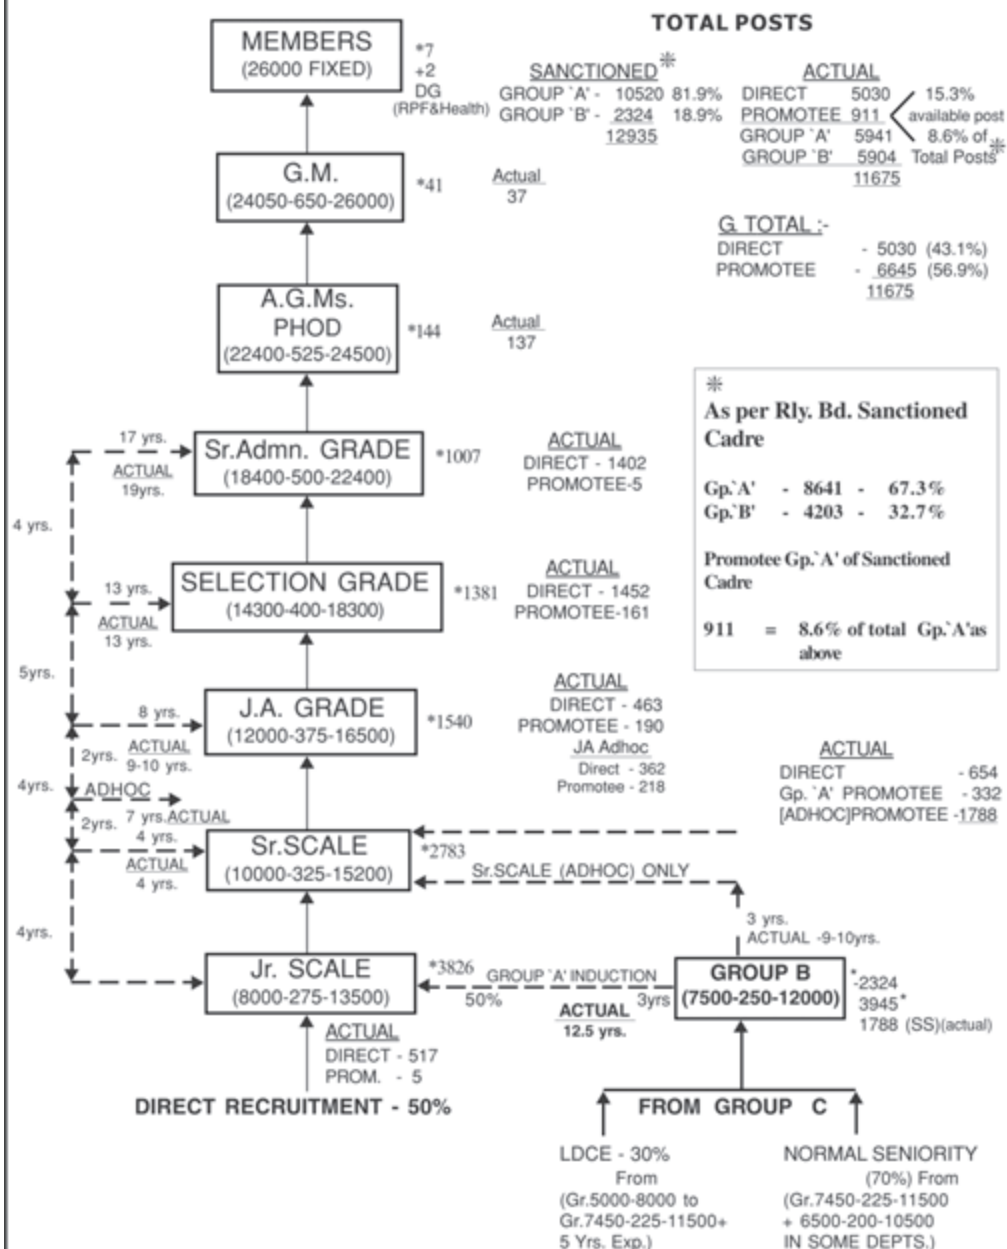 TOTAL POSTS
MEMBERS
(26000 FIXED)
*7
+2
DG
(RPF&Health)
SANCTIONED*
GROUP `A' - 10520 81.9%
GROUP `B' - 2324 18.9%
12935
ACTUAL
DIRECT 5030
PROMOTEE 911
GROUP `A' 5941
GROUP `B' 5904
11675
15.3%
available post
8.6% of
Total Posts*
G.M.
(24050-650-26000)
*41
Actual
37
G. TOTAL :-
DIRECT - 5030 (43.1%)
PROMOTEE - 6645 (56.9%)
11675
A.G.Ms.
PHOD
(22400-525-24500)
*144
Actual
137
*
As per Rly. Bd. Sanctioned
Cadre
Gp.`A' - 8641 - 67.3%
Gp.`B' - 4203 - 32.7%
Promotee Gp.`A' of Sanctioned
Cadre
911 = 8.6% of total Gp.`A'as
above
17 yrs.
ACTUAL
19yrs.
Sr.Admn. GRADE
(18400-500-22400)
*1007
ACTUAL
DIRECT - 1402
PROMOTEE-5
4 yrs.
13 yrs.
ACTUAL
13 yrs.
SELECTION GRADE
(14300-400-18300)
*1381
ACTUAL
DIRECT - 1452
PROMOTEE-161
5yrs.
8 yrs.
ACTUAL
9-10 yrs.
J.A. GRADE
(12000-375-16500)
*1540
ACTUAL
DIRECT - 463
PROMOTEE - 190
JA Adhoc
Direct - 362
Promotee - 218
2yrs.
4yrs.
ADHOC
2yrs.
7 yrs.ACTUAL
4 yrs.
ACTUAL
4 yrs.
Sr.SCALE
(10000-325-15200)
*2783
Sr.SCALE (ADHOC) ONLY
ACTUAL
DIRECT - 654
Gp. `A' PROMOTEE - 332
[ADHOC]PROMOTEE -1788
3 yrs.
ACTUAL -9-10yrs.
4yrs.
Jr. SCALE
(8000-275-13500)
*3826
GROUP `A' INDUCTION
50%
3yrs
ACTUAL
12.5 yrs.
GROUP B
(7500-250-12000)
*-2324
3945*
1788 (SS)(actual)
ACTUAL
DIRECT - 517
PROM. - 5
DIRECT RECRUITMENT - 50%
FROM GROUP C
LDCE - 30%
From
(Gr.5000-8000 to
Gr.7450-225-11500+
5 Yrs. Exp.)
NORMAL SENIORITY
(70%) From
(Gr.7450-225-11500
+ 6500-200-10500
IN SOME DEPTS.)